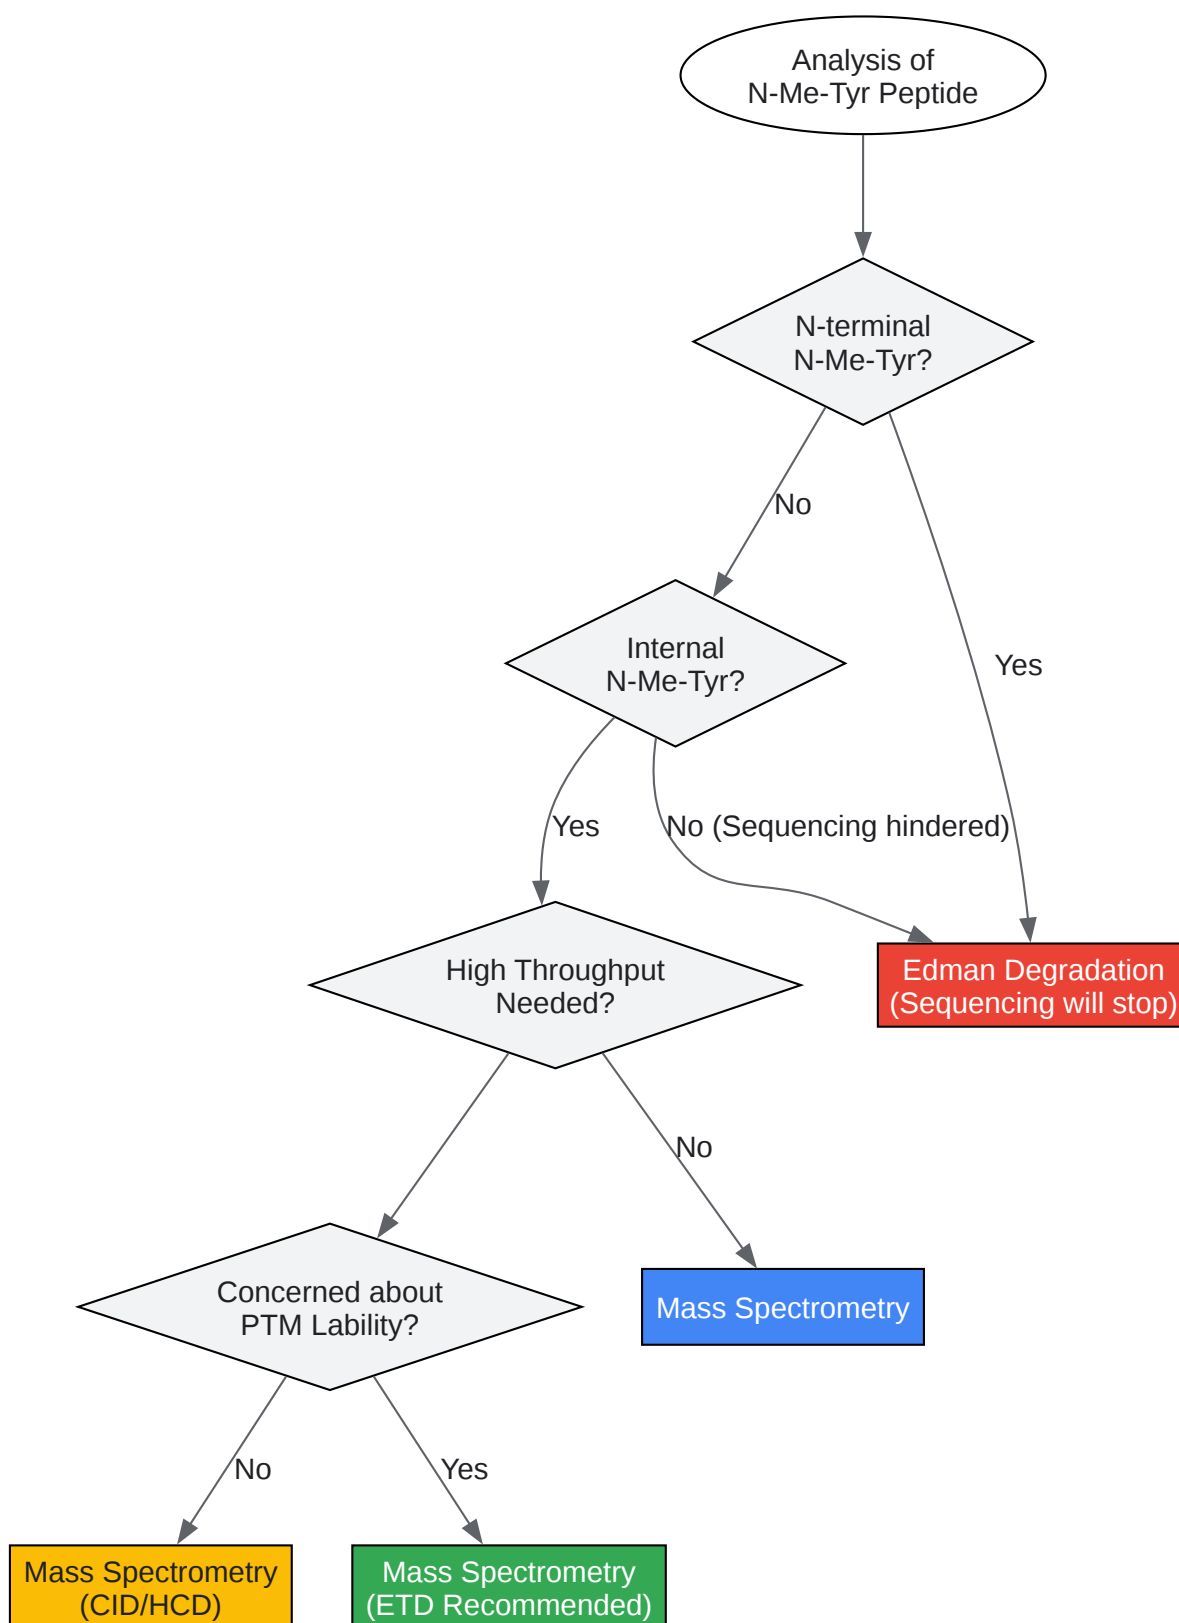 Analysis of
N-Me-Tyr Peptide
N-terminal
N-Me-Tyr?
No
Yes
Internal
N-Me-Tyr?
Yes
No (Sequencing hindered)
High Throughput
Needed?
Edman Degradation
(Sequencing will stop)
No
Concerned about
PTM Lability?
Mass Spectrometry
No
Yes
Mass Spectrometry
(CID/HCD)
Mass Spectrometry
(ETD Recommended)